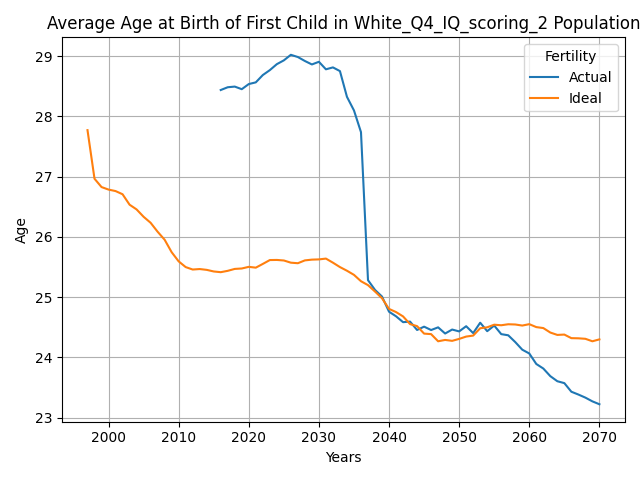 Average Age at Birth of First Child in White_Q4_IQ_scoring_2 Population
Fertility
Actual
Ideal
Age
29
28
27
26
25
24
23
2000 2010 2020 2030 2040 2050 2060 2070
Years